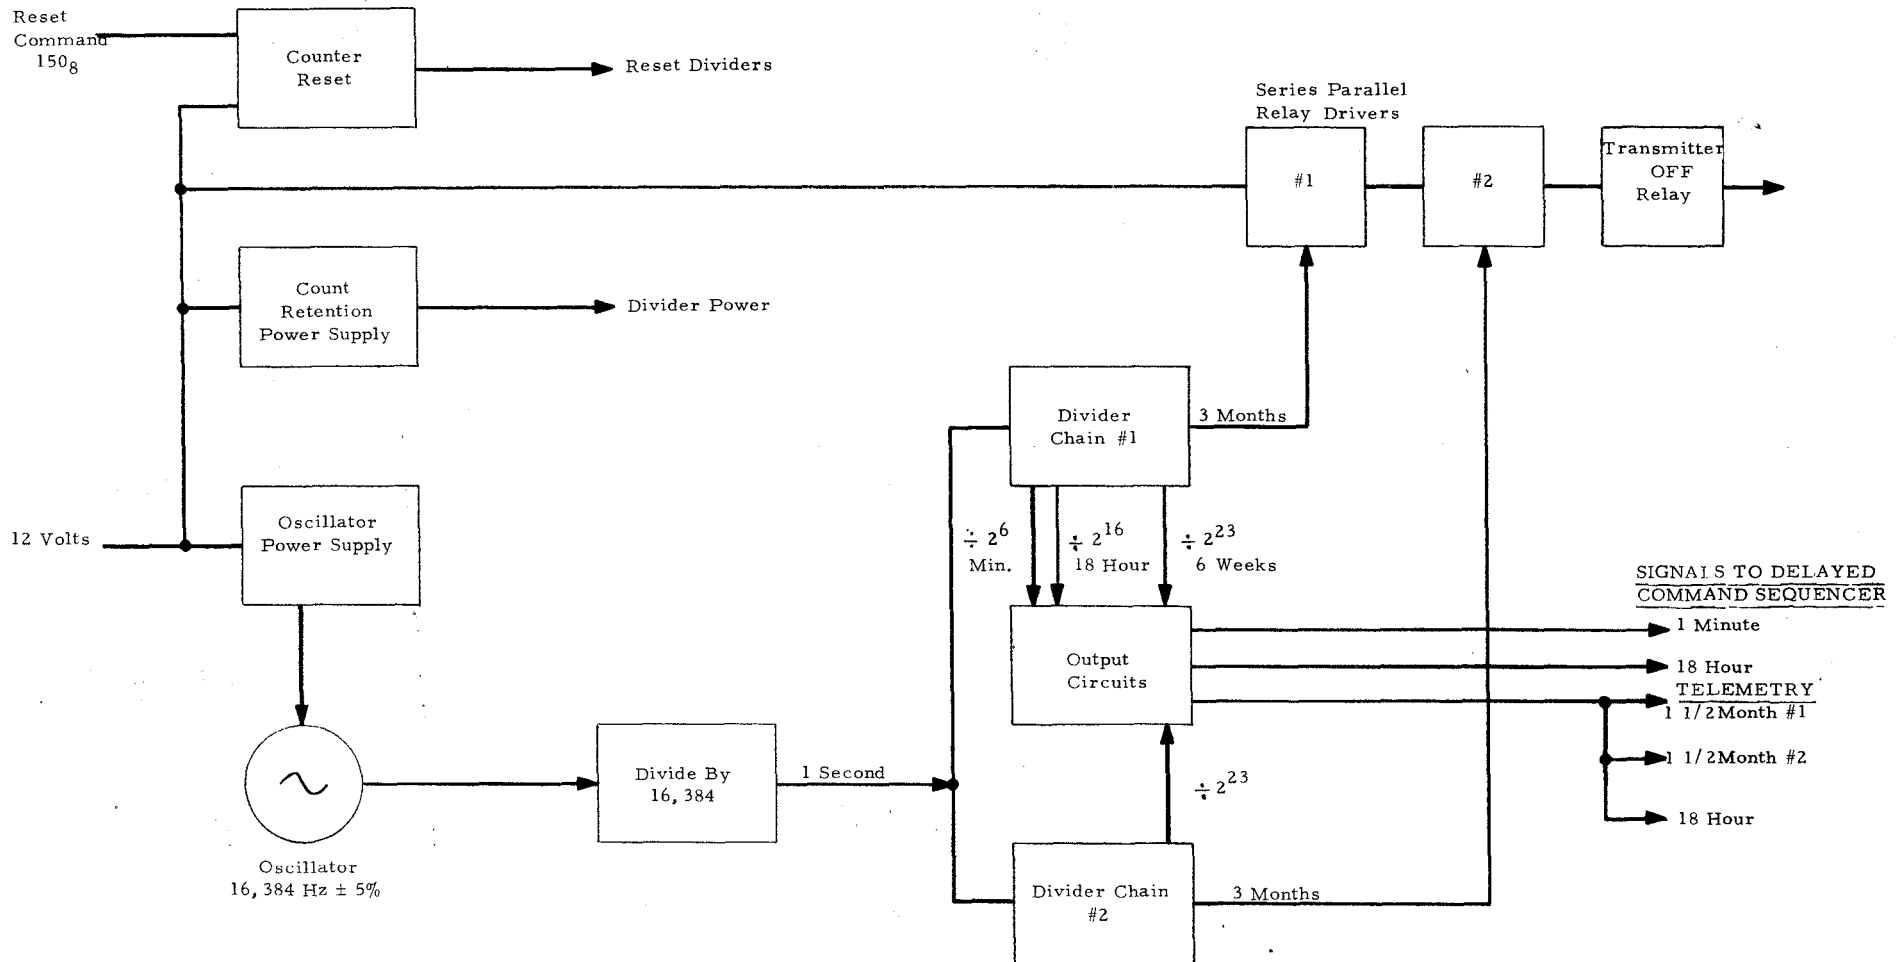 Reset
Command
150₈
Counter
Reset
Reset Dividers
Series Parallel
Relay Drivers
#1
#2
Transmitter
OFF
Relay
Count
Retention
Power Supply
Divider Power
Divider
Chain #1
3 Months
12 Volts
Oscillator
Power Supply
÷ 2⁶
Min.
÷ 2¹⁶
18 Hour
÷ 2²³
6 Weeks
SIGNALS TO DELAYED
COMMAND SEQUENCER
1 Minute
Output
Circuits
18 Hour
TELEMETRY
1 1/2Month #1
1 1/2Month #2
18 Hour
Divide By
16,384
1 Second
÷ 2²³
Oscillator
16,384 Hz ± 5%
Divider Chain
#2
3 Months